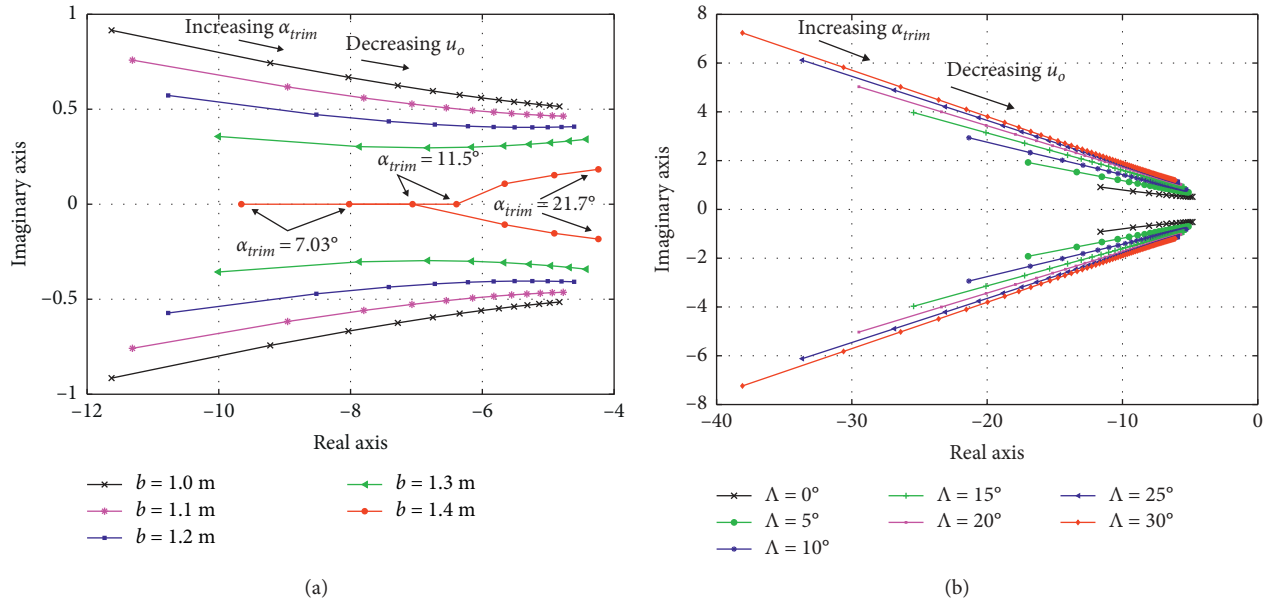 Increasing α_trim
Decreasing u_o
α_trim = 11.5°
α_trim = 7.03°
α_trim = 21.7°
1
0.5
0
−0.5
−1
Imaginary axis
−12
−10
−8
−6
−4
Real axis
b = 1.0 m
b = 1.1 m
b = 1.2 m
b = 1.3 m
b = 1.4 m
(a)
Increasing α_trim
Decreasing u_o
8
6
4
2
0
−2
−4
−6
−8
Imaginary axis
−40
−30
−20
−10
0
Real axis
Λ = 0°
Λ = 5°
Λ = 10°
Λ = 15°
Λ = 20°
Λ = 25°
Λ = 30°
(b)